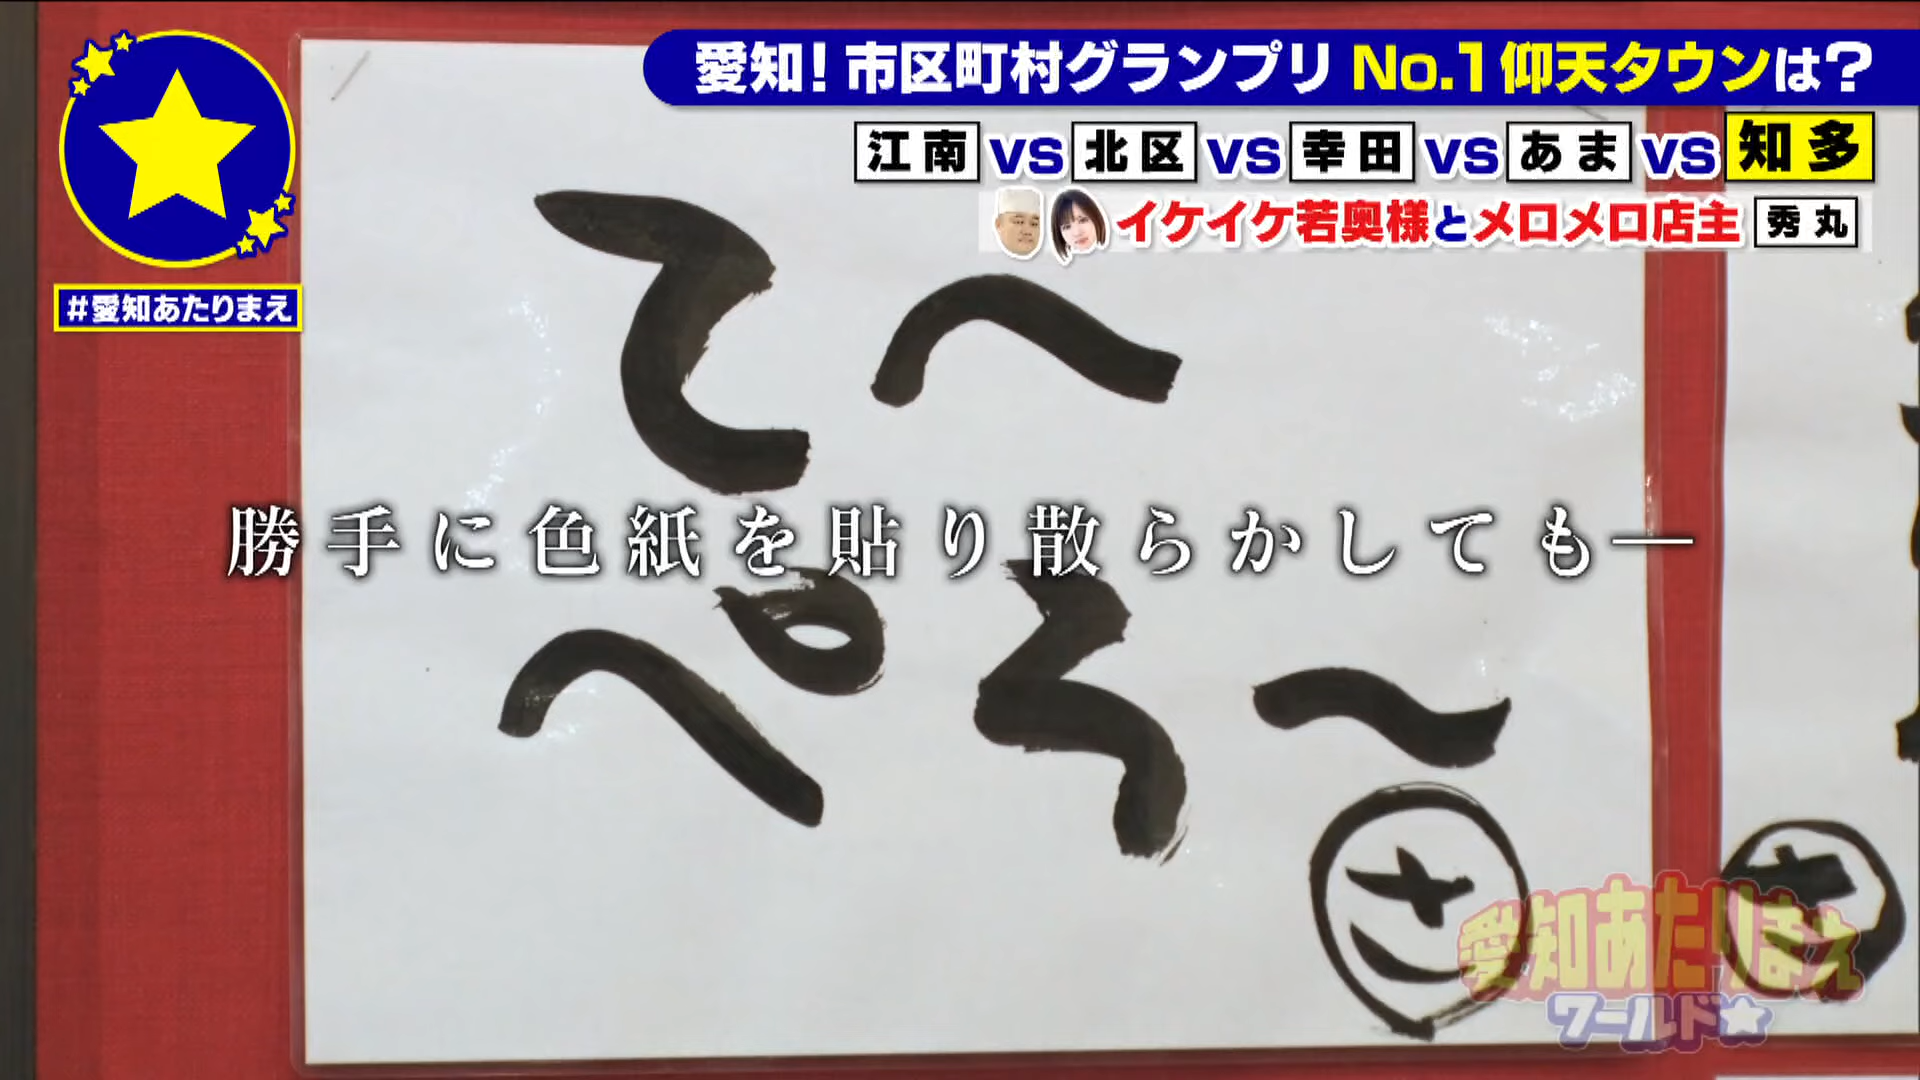 愛知!市区町村グランプリ No.1仰天タウンは?
江南 VS 北区 VS 幸田 VS あま VS 知多
イケイケ若奥様とメロメロ店主 秀丸
#愛知あたりまえ
てへ
勝手に色紙を貼り散らかしても―
ぺろ~
さ
さ
愛知あたりまえ
ワールド☆